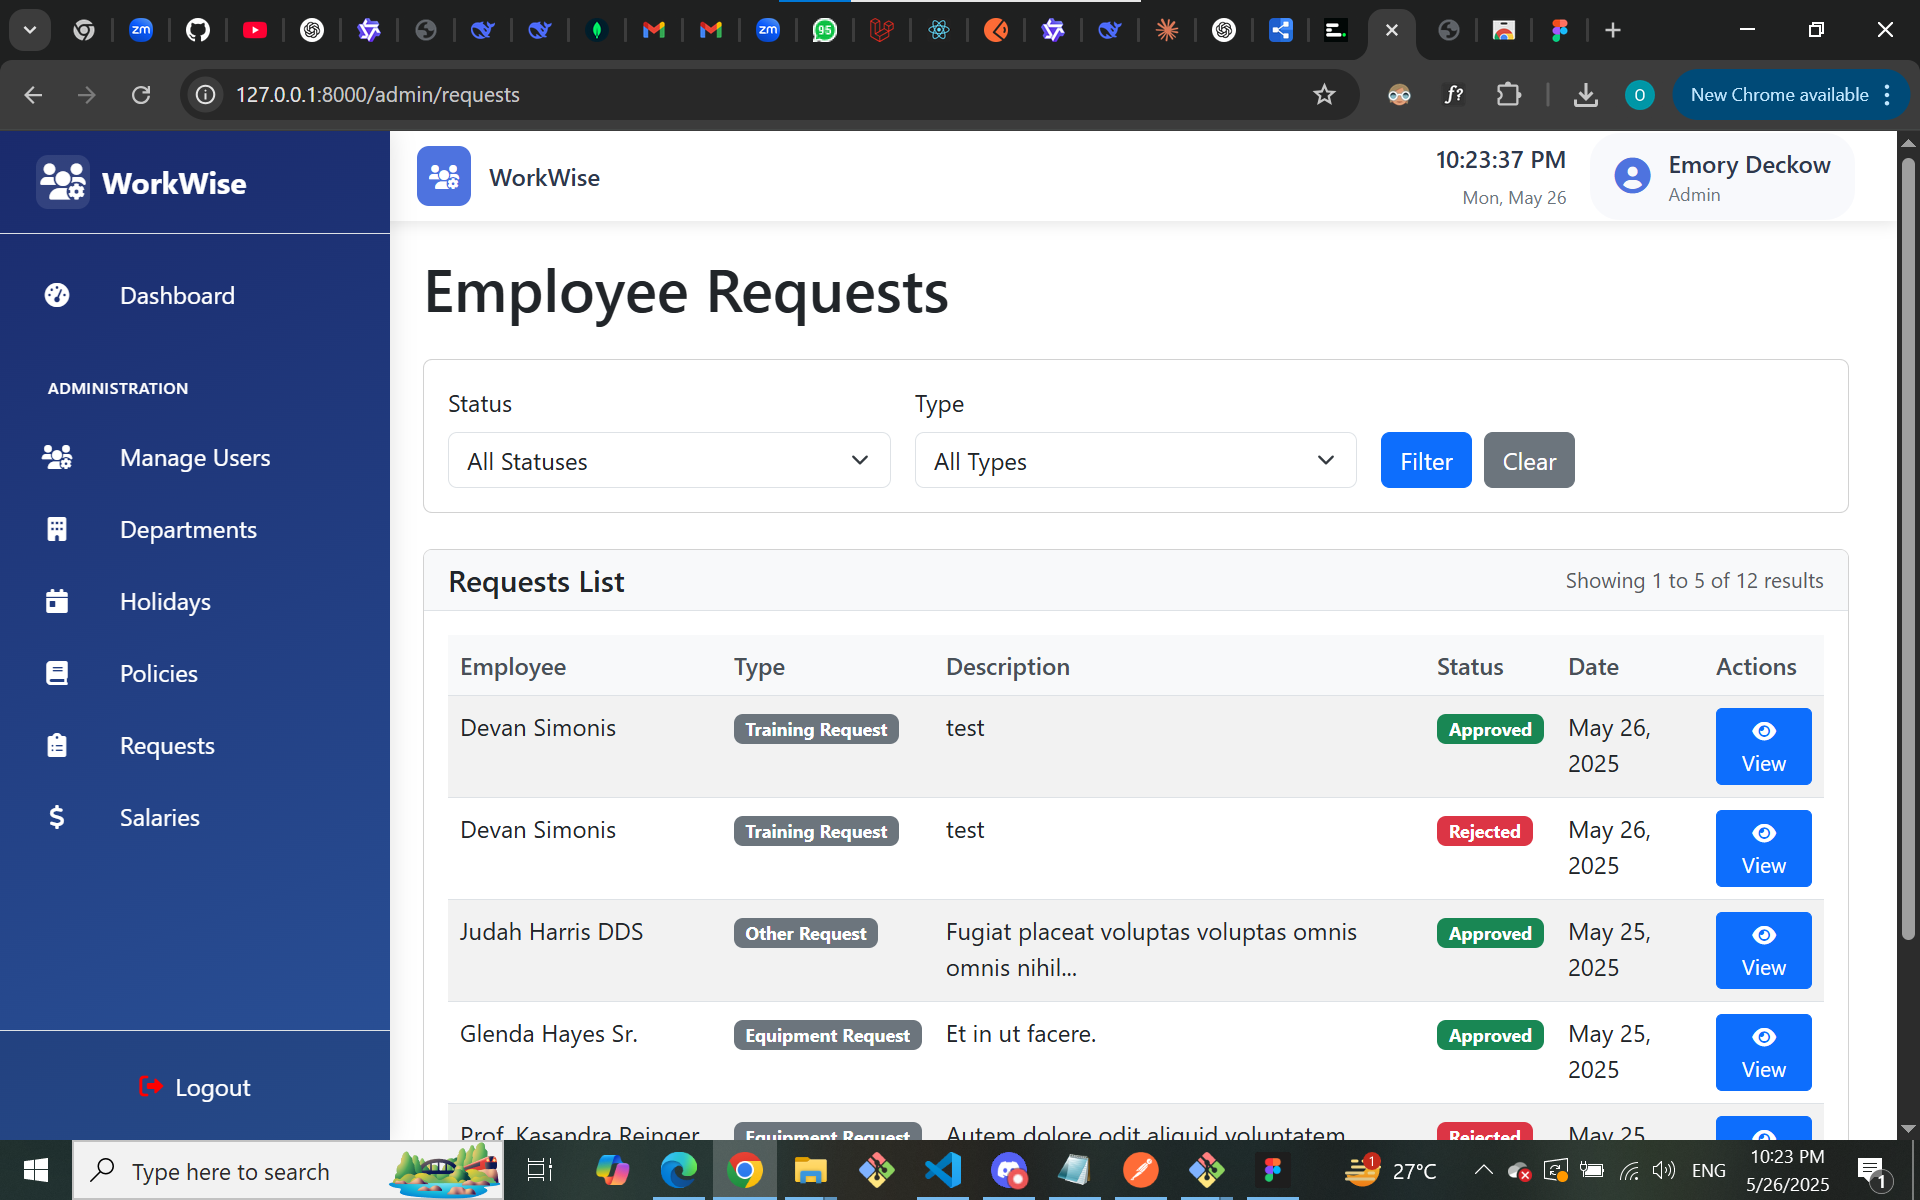 127.0.0.1:8000/admin/requests
New Chrome available
WorkWise
WorkWise
10:23:37 PM
Mon, May 26
Emory Deckow
Admin
Dashboard
ADMINISTRATION
Manage Users
Departments
Holidays
Policies
Requests
Salaries
Logout
Employee Requests
Status
Type
All Statuses
All Types
Filter
Clear
Requests List
Showing 1 to 5 of 12 results
Employee Type Description Status Date Actions
Devan Simonis Training Request test Approved May 26, 2025 View
Devan Simonis Training Request test Rejected May 26, 2025 View
Judah Harris DDS Other Request Fugiat placeat voluptas voluptas omnis omnis nihil... Approved May 25, 2025 View
Glenda Hayes Sr. Equipment Request Et in ut facere. Approved May 25, 2025 View
Prof. Kasandra Reinger Equipment Request Autem dolore odit aliquid voluptatem Rejected May 25,
Type here to search
27°C
ENG
10:23 PM
5/26/2025